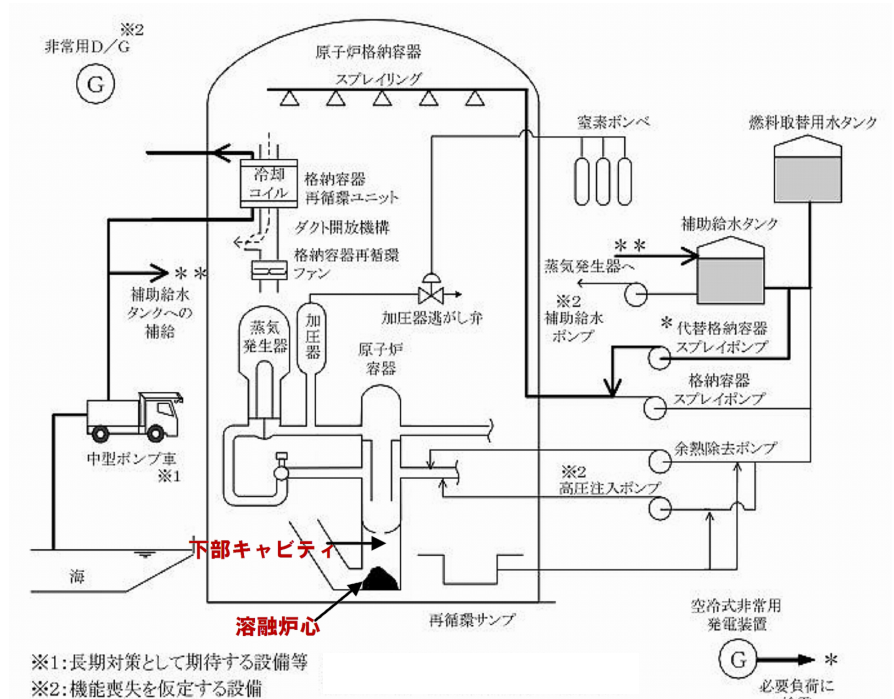 ※2
非常用D/G
G
原子炉格納容器
スプレイリング
窒素ボンベ
燃料取替用水タンク
冷却
コイル
格納容器
再循環ユニット
ダクト開放機構
格納容器再循環
ファン
補助給水タンク
**
蒸気発生器へ
**
補助給水
タンクへの
補給
※2
補助給水
ポンプ
加圧器逃がし弁
蒸気
発生器
加圧器
原子炉
容器
*代替格納容器
スプレイポンプ
格納容器
スプレイポンプ
中型ポンプ車
※1
余熱除去ポンプ
※2
高圧注入ポンプ
下部キャビティ
海
溶融炉心
再循環サンプ
空冷式非常用
発電装置
G
*
必要負荷に
※1:長期対策として期待する設備等
※2:機能喪失を仮定する設備